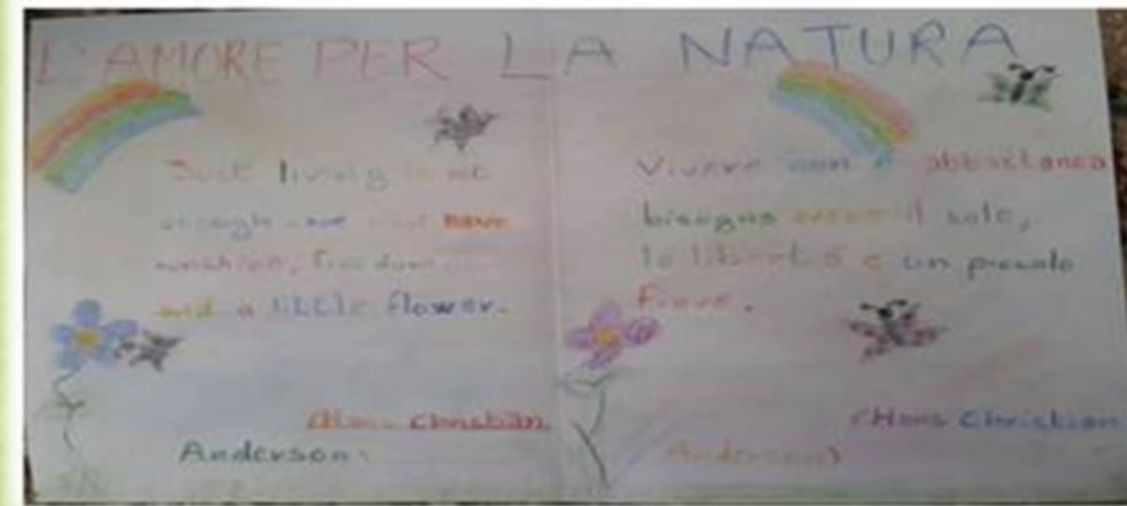 L'AMORE PER LA NATURA
Just living is not
enough - one must have
sunshine, freedom
and a little flower.
(Hans Christian
Anderson)
Vivere non è abbastanza
bisogna avere il sole,
la libertà e un piccolo
fiore.
(Hans Christian
Anderson)